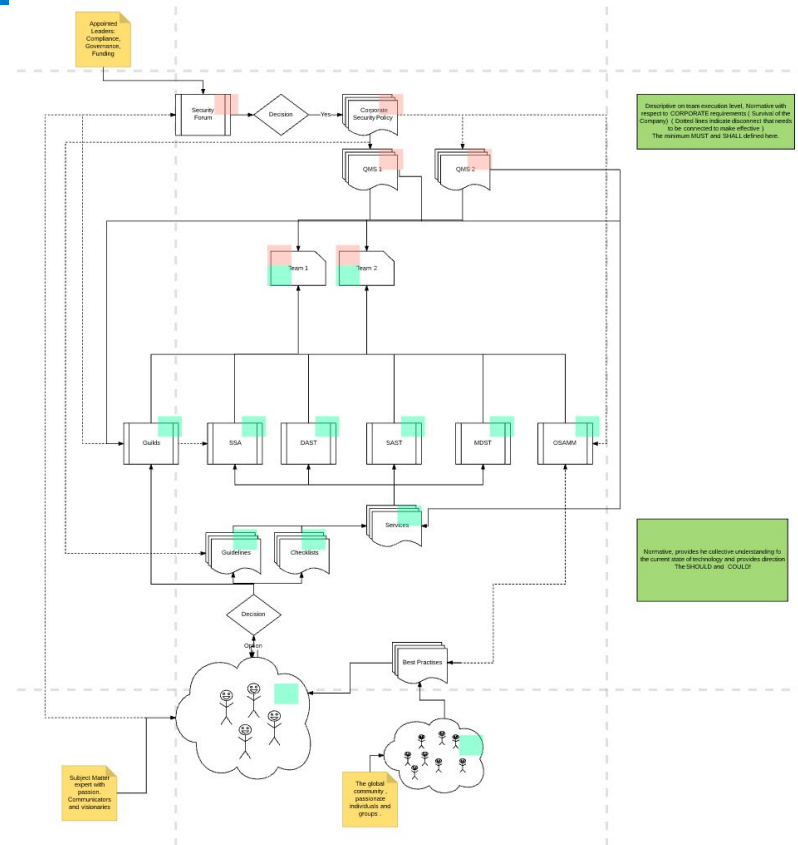 Appointed
Leaders:
Compliance,
Governance,
Funding
Security
Forum
Decision
Yes
Corporate
Security Policy
Descriptive on team execution level, Normative with
respect to CORPORATE requirements ( Survival of the
Company) ( Dotted lines indicate disconnect that needs
to be connected to make effective )
The minimum MUST and SHALL defined here.
QMS 1
QMS 2
Team 1
Team 2
Guilds
SSA
DAST
SAST
MDST
OSAMM
Services
Guidelines
Checklists
Normative, provides he collective understanding fo
the current state of technology and provides direction
The SHOULD and COULD!
Decision
Option
Best Practises
Subject Matter
expert with
passion.
Communicators
and visionaries
The global
community ,
passionate
individuals and
groups .